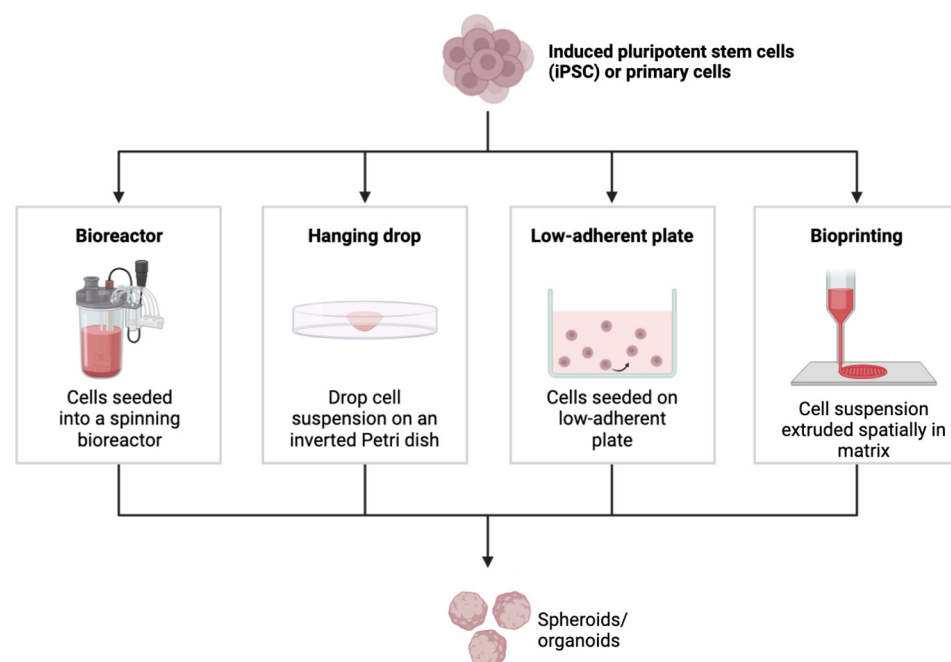 Induced pluripotent stem cells
(iPSC) or primary cells
Bioreactor
Cells seeded
into a spinning
bioreactor
Hanging drop
Drop cell
suspension on an
inverted Petri dish
Low-adherent plate
Cells seeded on
low-adherent
plate
Bioprinting
Cell suspension
extruded spatially in
matrix
Spheroids/
organoids